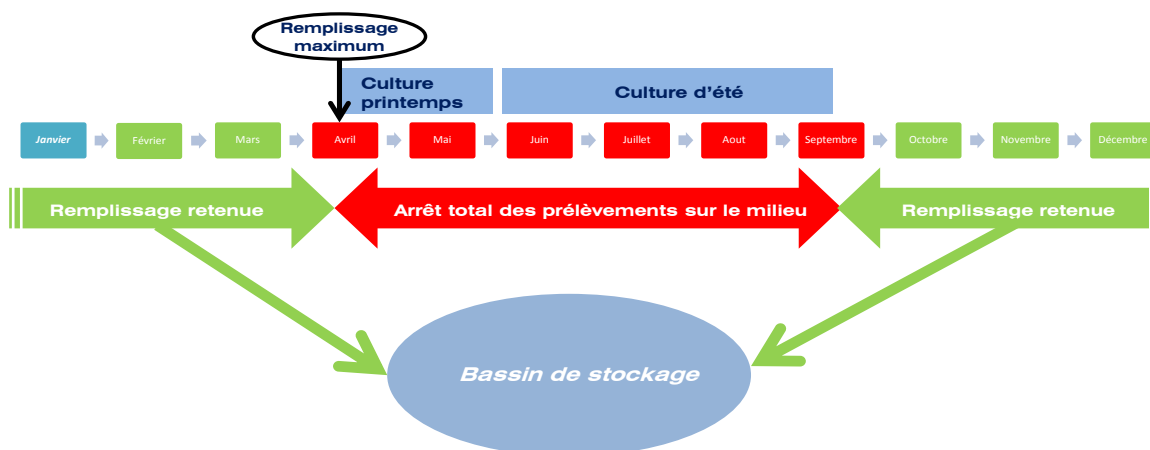 Remplissage
maximum
Culture
printemps
Culture d'été
Janvier
Février
Mars
Avril
Mai
Juin
Juillet
Aout
Septembre
Octobre
Novembre
Décembre
Remplissage retenue
Arrêt total des prélèvements sur le milieu
Remplissage retenue
Bassin de stockage